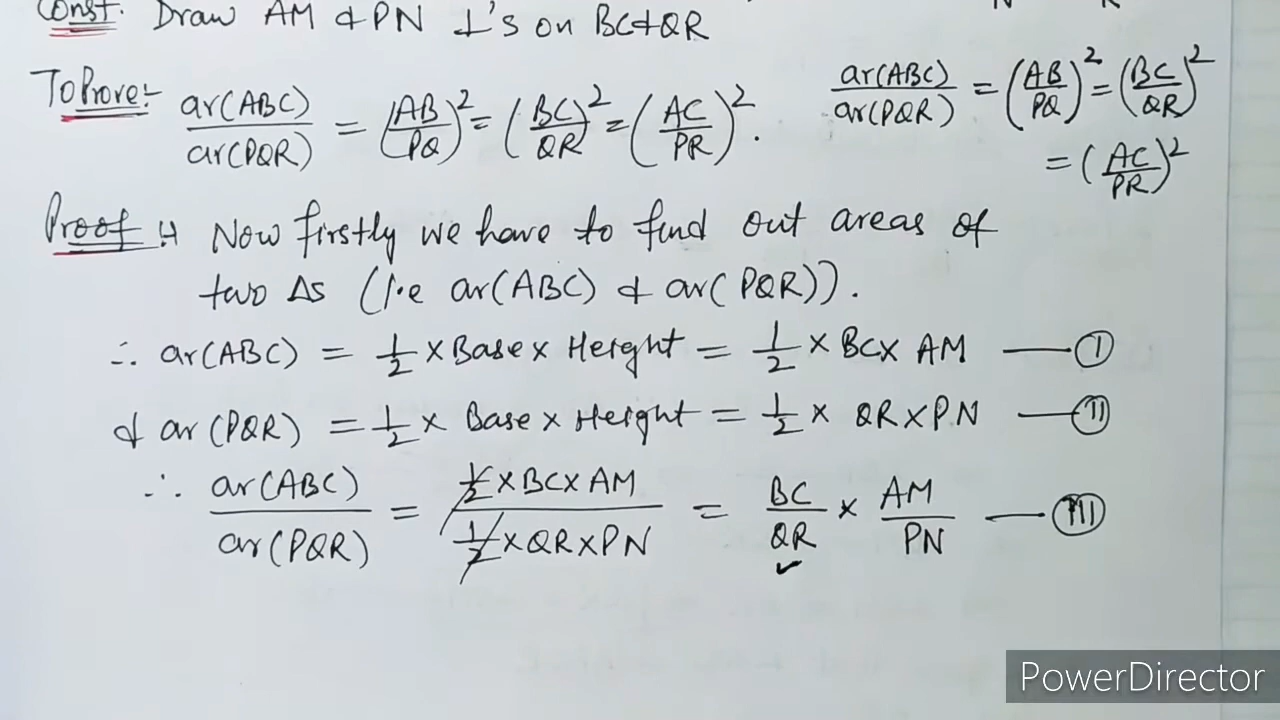 Const. Draw AM & PN ⊥'s on BC & QR
N R
To Prove:- ar(ABC)/ar(PQR) = (AB/PQ)² = (BC/QR)² = (AC/PR)².
ar(ABC)/ar(PQR) = (AB/PQ)² = (BC/QR)²
= (AC/PR)²
Proof :- Now firstly we have to find out areas of
two Δs (i.e ar(ABC) & ar(PQR)).
∴ ar(ABC) = 1/2 × Base × Height = 1/2 × BC × AM — (I)
& ar(PQR) = 1/2 × Base × Height = 1/2 × QR × PN — (II)
∴ ar(ABC)/ar(PQR) = (1/2 × BC × AM)/(1/2 × QR × PN) = BC/QR × AM/PN — (III)
✓
PowerDirector